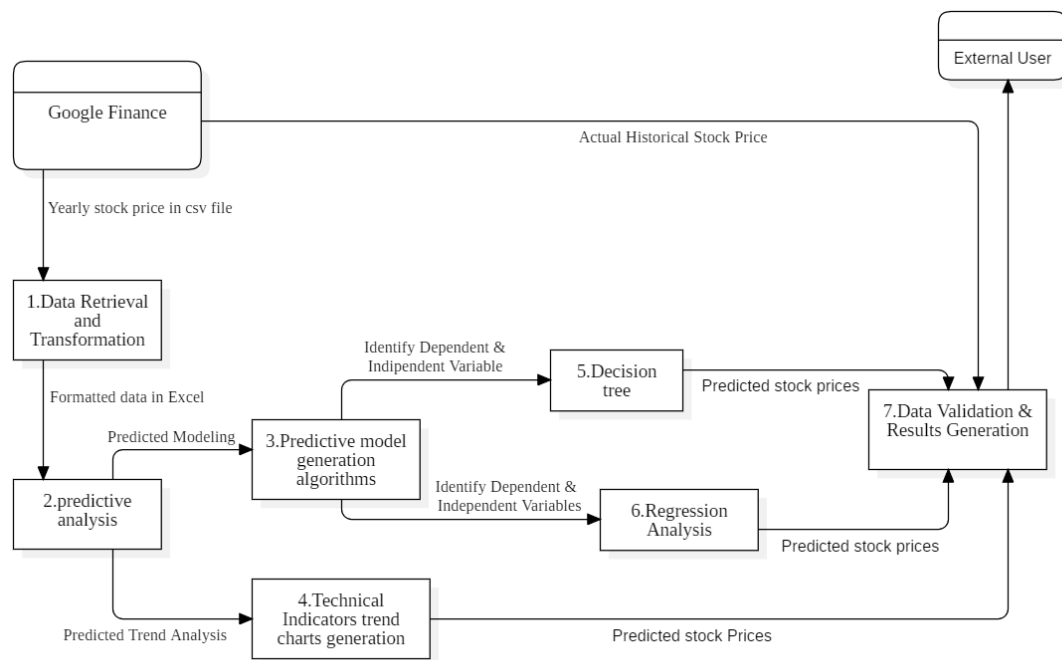 External User
Google Finance
Actual Historical Stock Price
Yearly stock price in csv file
1.Data Retrieval
and
Transformation
Identify Dependent &
Indipendent Variable
5.Decision
tree
Predicted stock prices
7.Data Validation &
Results Generation
Formatted data in Excel
Predicted Modeling
3.Predictive model
generation
algorithms
2.predictive
analysis
Identify Dependent &
Independent Variables
6.Regression
Analysis
Predicted stock prices
4.Technical
Indicators trend
charts generation
Predicted Trend Analysis
Predicted stock Prices